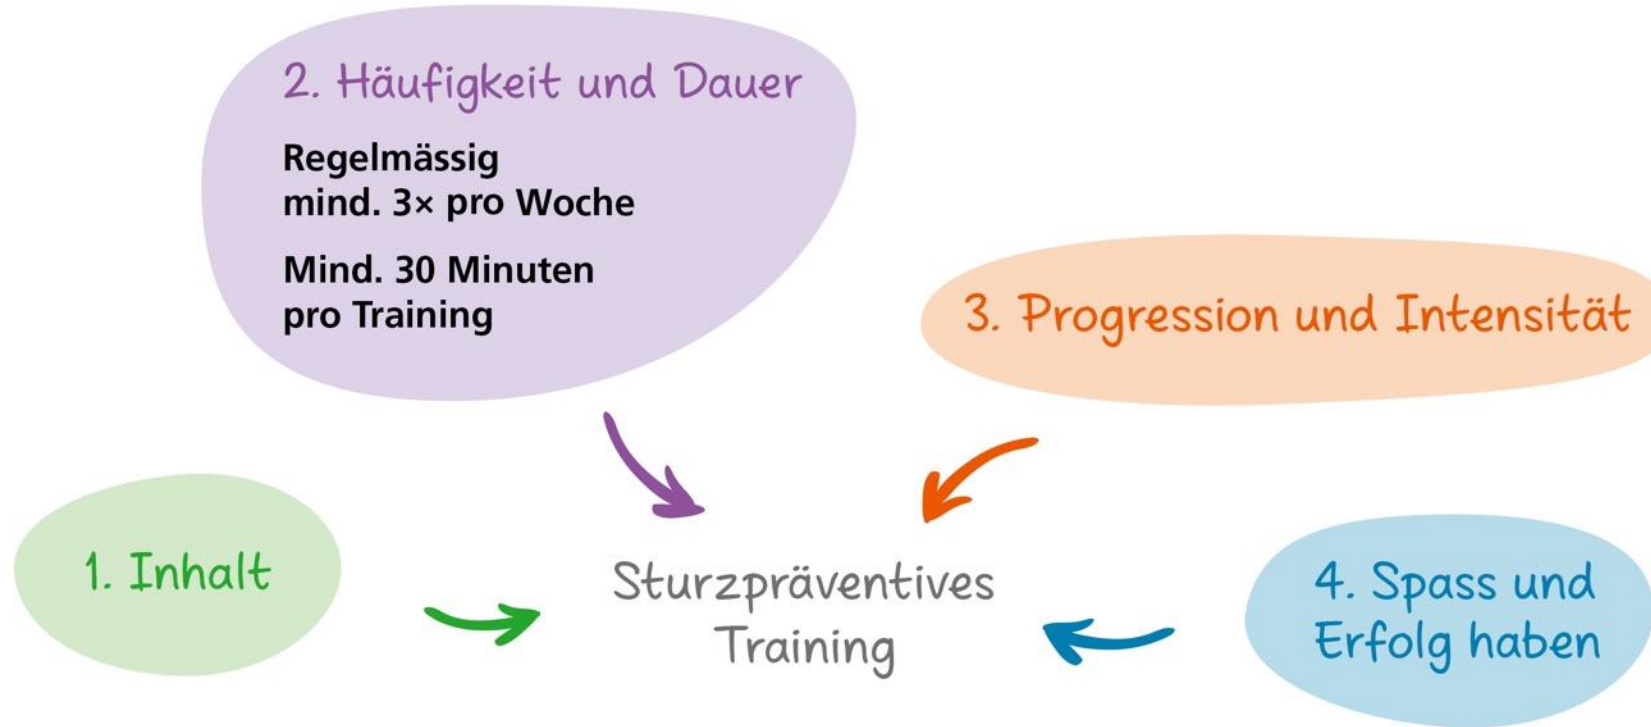 2. Häufigkeit und Dauer
Regelmässig
mind. 3× pro Woche
Mind. 30 Minuten
pro Training
3. Progression und Intensität
1. Inhalt
Sturzpräventives
Training
4. Spass und
Erfolg haben